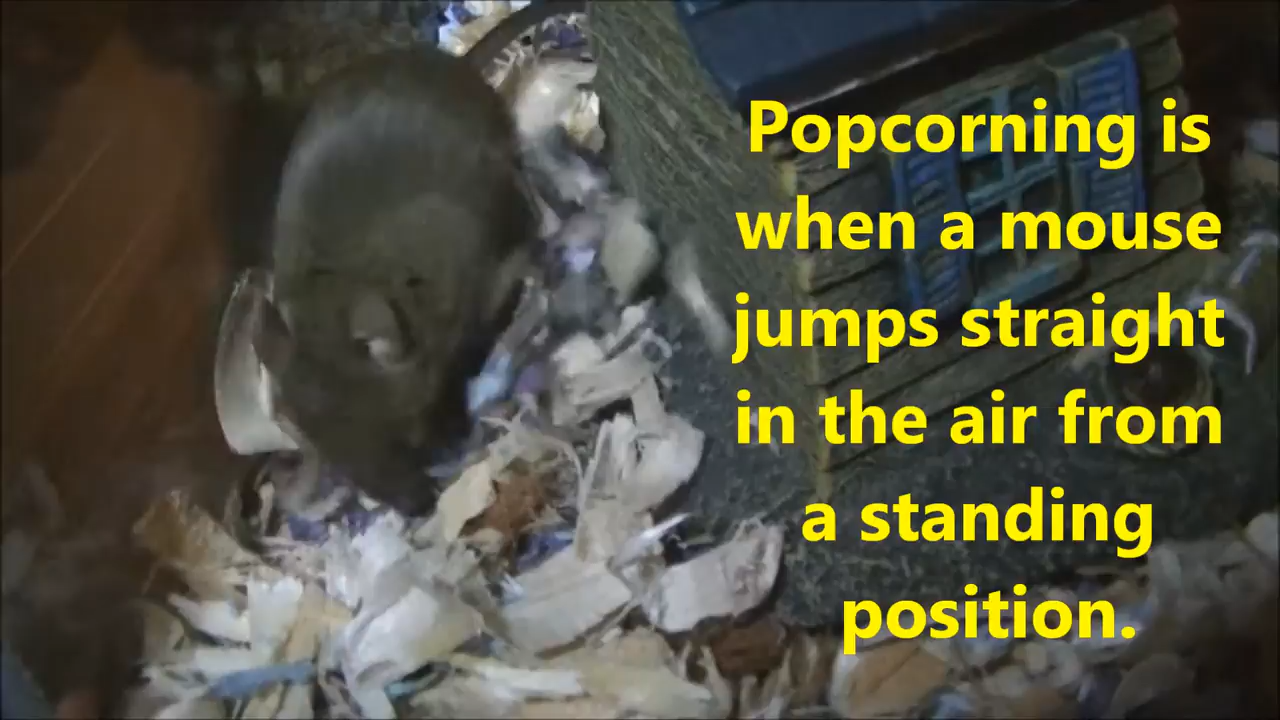 Popcorning is
when a mouse
jumps straight
in the air from
a standing
position.